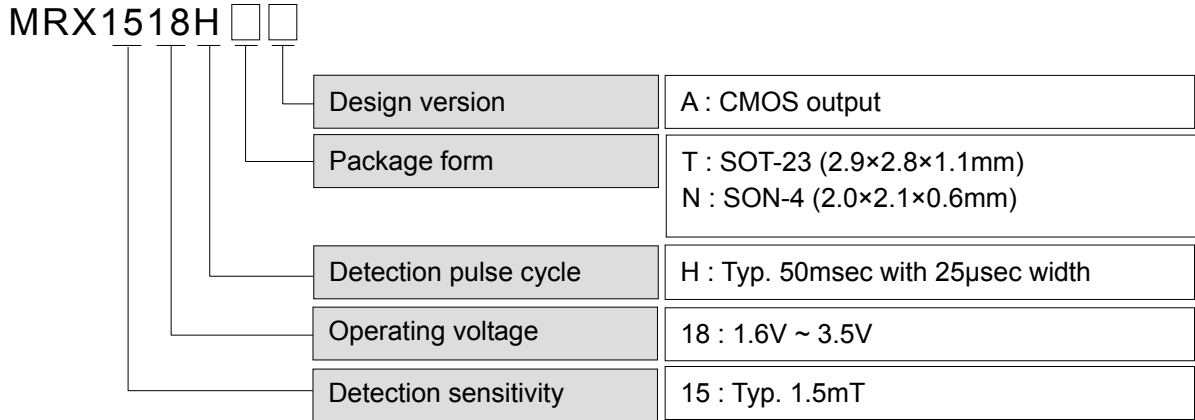 MRX1518H
Design version
A : CMOS output
Package form
T : SOT-23 (2.9×2.8×1.1mm)
N : SON-4 (2.0×2.1×0.6mm)
Detection pulse cycle
H : Typ. 50msec with 25μsec width
Operating voltage
18 : 1.6V ~ 3.5V
Detection sensitivity
15 : Typ. 1.5mT